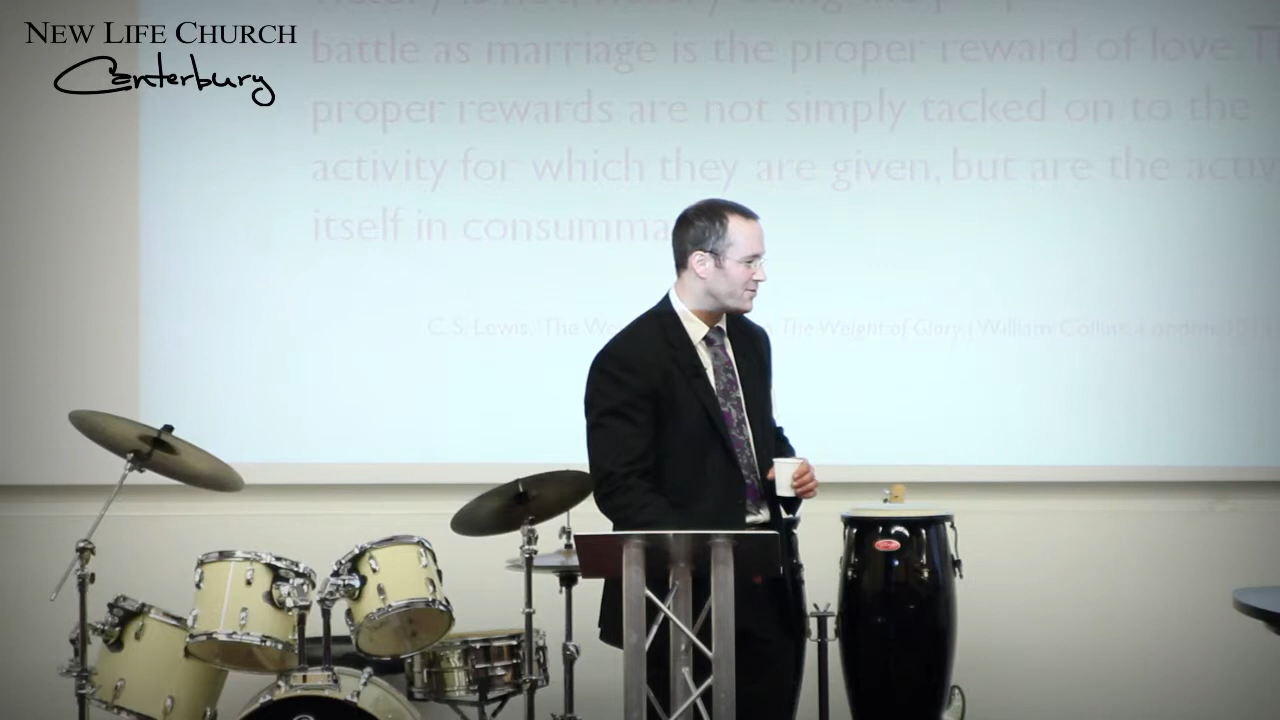 NEW LIFE CHURCH
Canterbury
battle as marriage is the proper reward of love. T
proper rewards are not simply tacked on to the
activity for which they are given, but are the activ
itself in consumma
C.S. Lewis, 'The We The Weight of Glory ( William Collins: London,